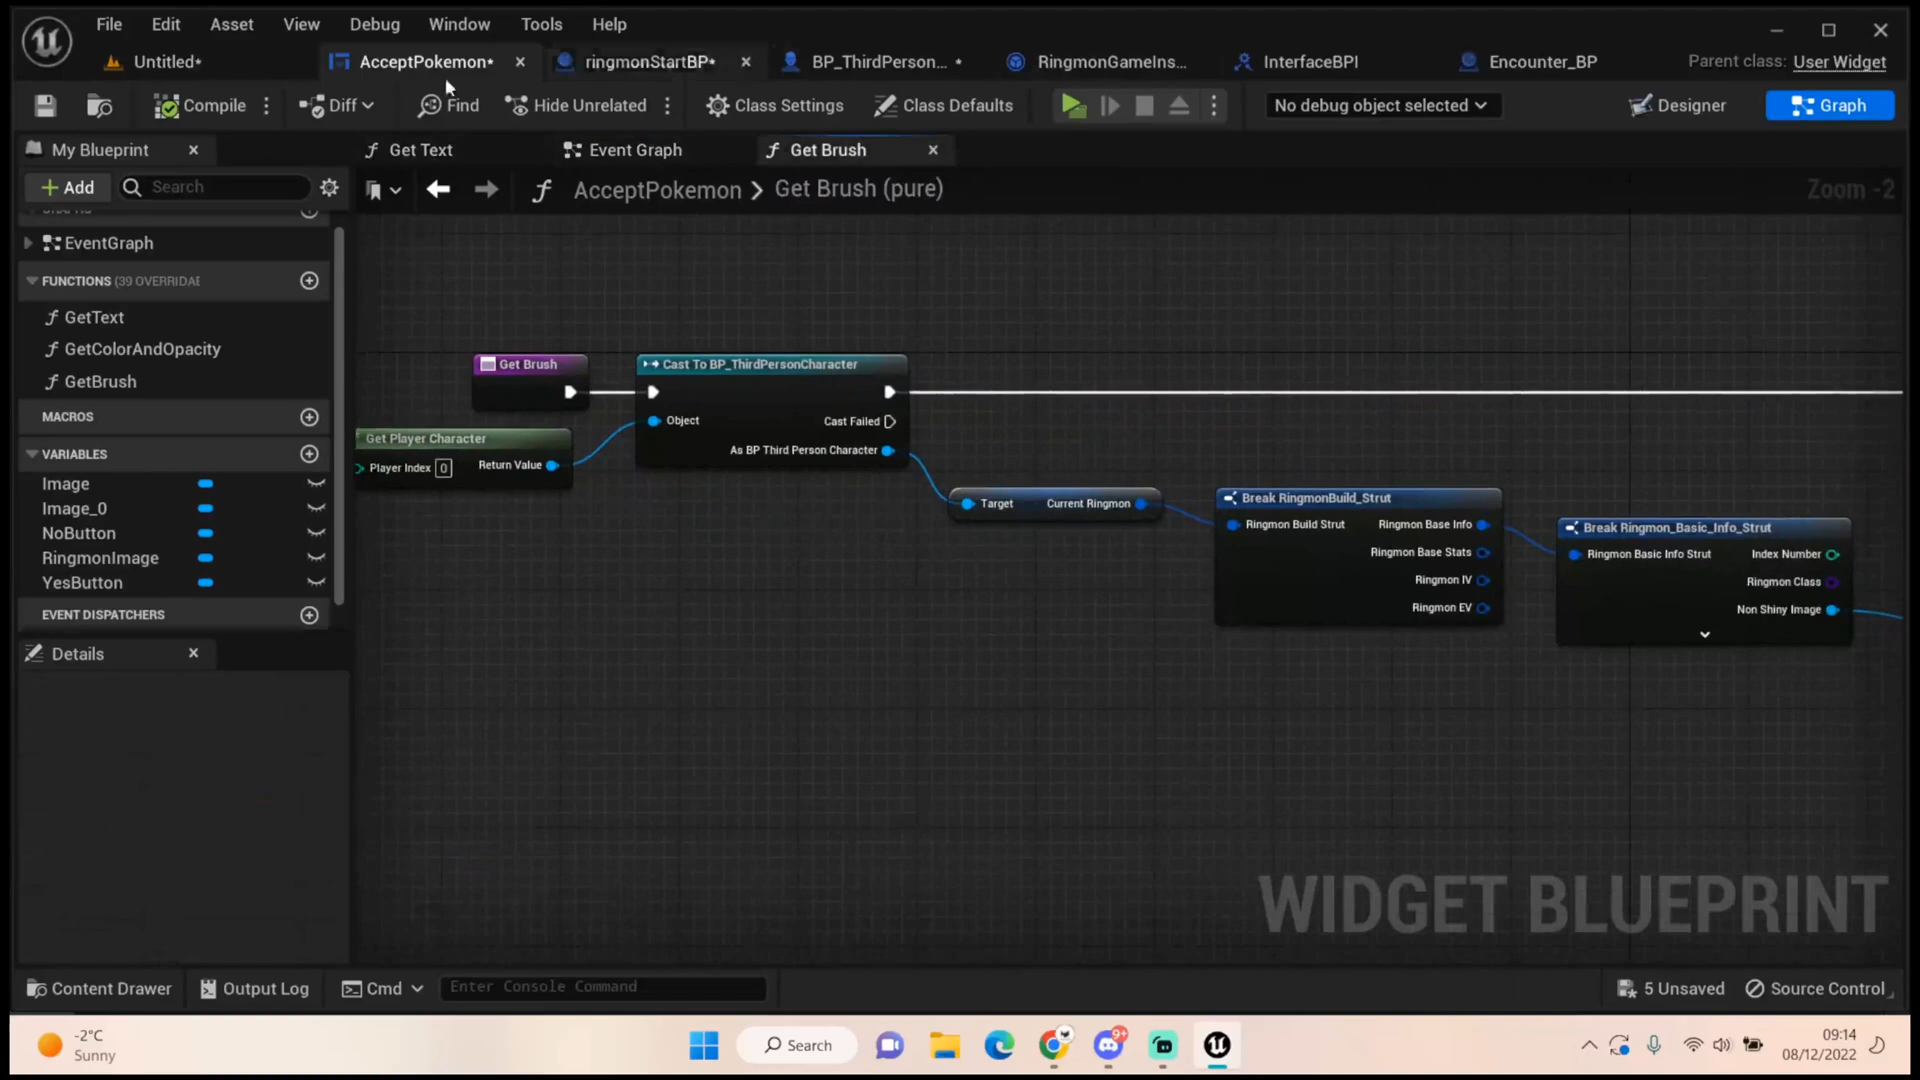 File Edit View Asset Debug Window Tools Help
Untitled* AcceptPokemon* ringmonStartBP* BP_ThirdPerson... * RingmonGameIns... InterfaceBPI Encounter_BP Parent class: User Widget
Compile Diff Find Hide Unrelated Class Settings Class Defaults No debug object selected Designer Graph
My Blueprint Get Text Event Graph Get Brush
Add Search AcceptPokemon > Get Brush (pure) Zoom -2
EventGraph
FUNCTIONS (39 OVERRIDAE
GetText
GetColorAndOpacity
GetBrush
MACROS
VARIABLES
Image
Image_0
NoButton
RingmonImage
YesButton
EVENT DISPATCHERS
Details
Get Brush
Cast To BP_ThirdPersonCharacter
Object
Cast Failed
As BP Third Person Character
Get Player Character
Player Index 0 Return Value
Target Current Ringmon
Break RingmonBuild_Strut
Ringmon Build Strut Ringmon Base Info
Ringmon Base Stats
Ringmon IV
Ringmon EV
Break Ringmon_Basic_Info_Strut
Ringmon Basic Info Strut Index Number
Ringmon Class
Non Shiny Image
WIDGET BLUEPRINT
Content Drawer Output Log Cmd Enter Console Command 5 Unsaved Source Control
-2°C
Sunny
Search
9+
09:14
08/12/2022